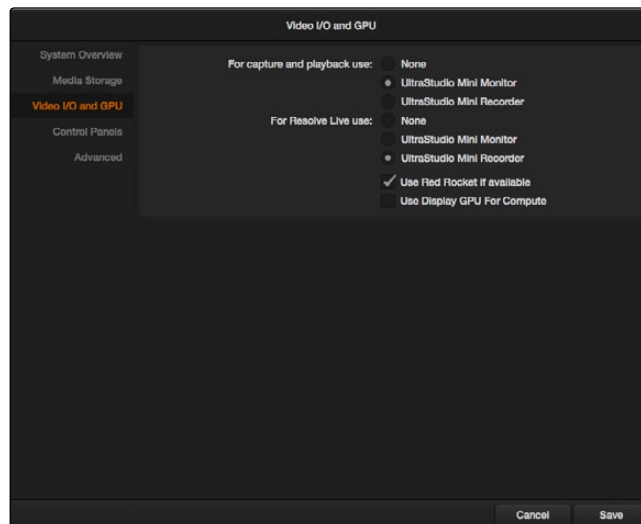 Video I/O and GPU
System Overview
Media Storage
Video I/O and GPU
Control Panels
Advanced
For capture and playback use:
None
UltraStudio Mini Monitor
UltraStudio Mini Recorder
For Resolve Live use:
None
UltraStudio Mini Monitor
UltraStudio Mini Recorder
Use Red Rocket if available
Use Display GPU For Compute
Cancel
Save